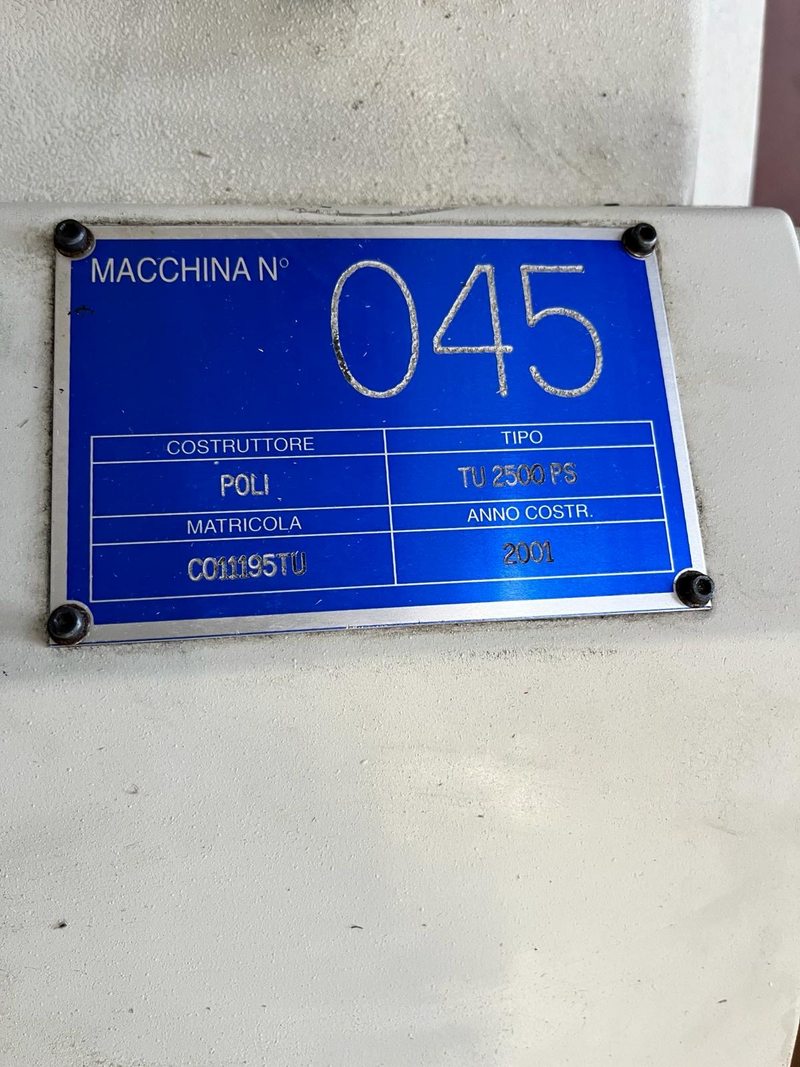 MACCHINA N° 045
COSTRUTTORE TIPO
POLI TU 2500 PS
MATRICOLA ANNO COSTR.
C011195TU 2001